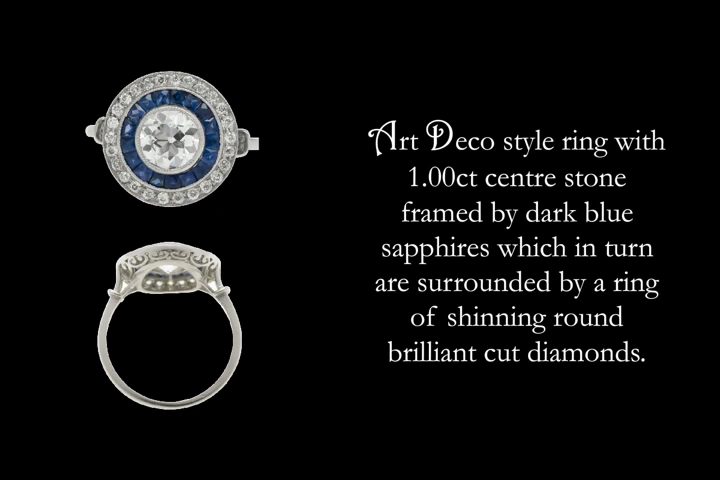 Art Deco style ring with
1.00ct centre stone
framed by dark blue
sapphires which in turn
are surrounded by a ring
of shinning round
brilliant cut diamonds.